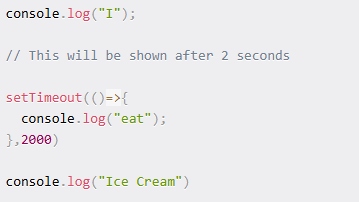 console.log("I");
// This will be shown after 2 seconds
setTimeout(()=>{
  console.log("eat");
},2000)
console.log("Ice Cream")